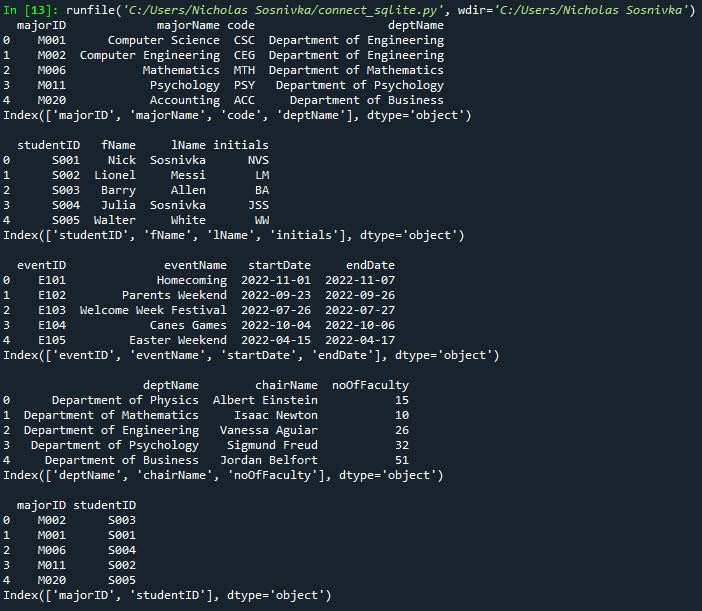 In [13]: runfile('C:/Users/Nicholas Sosnivka/connect_sqlite.py', wdir='C:/Users/Nicholas Sosnivka')
  majorID            majorName code                  deptName
0    M001     Computer Science  CSC  Department of Engineering
1    M002 Computer Engineering  CEG  Department of Engineering
2    M006          Mathematics  MTH  Department of Mathematics
3    M011           Psychology  PSY   Department of Psychology
4    M020           Accounting  ACC     Department of Business
Index(['majorID', 'majorName', 'code', 'deptName'], dtype='object')

  studentID   fName     lName initials
0      S001    Nick  Sosnivka      NVS
1      S002  Lionel     Messi       LM
2      S003   Barry     Allen       BA
3      S004   Julia  Sosnivka      JSS
4      S005  Walter     White       WW
Index(['studentID', 'fName', 'lName', 'initials'], dtype='object')

  eventID              eventName   startDate     endDate
0    E101             Homecoming  2022-11-01  2022-11-07
1    E102        Parents Weekend  2022-09-23  2022-09-26
2    E103  Welcome Week Festival  2022-07-26  2022-07-27
3    E104            Canes Games  2022-10-04  2022-10-06
4    E105         Easter Weekend  2022-04-15  2022-04-17
Index(['eventID', 'eventName', 'startDate', 'endDate'], dtype='object')

                    deptName        chairName  noOfFaculty
0      Department of Physics  Albert Einstein           15
1  Department of Mathematics     Isaac Newton           10
2  Department of Engineering   Vanessa Aguiar           26
3   Department of Psychology    Sigmund Freud           32
4     Department of Business   Jordan Belfort           51
Index(['deptName', 'chairName', 'noOfFaculty'], dtype='object')

  majorID studentID
0    M002      S003
1    M001      S001
2    M006      S004
3    M011      S002
4    M020      S005
Index(['majorID', 'studentID'], dtype='object')